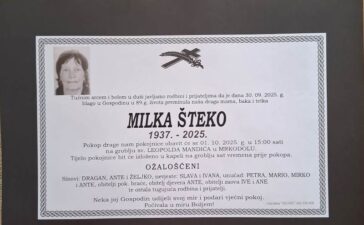 Tužnim srcem i bolom u duši javljamo rodbini i prijateljima da je dana 30. 09. 2025. g.
blago u Gospodinu u 89 g. života preminula naša draga mama, baka i tetka
MILKA ŠTEKO
1937. - 2025.
Pokop drage nam pokojnice obavit će se 01. 10. 2025. g. u 15:00 sati
na groblju sv. LEOPOLDA MANDIĆA u MRKODOLU.
Tijelo pokojnice bit će izloženo u kapeli na groblju sat vremena prije pokopa.
OŽALOŠĆENI
Sinovi: DRAGAN, ANTE i ŽELJKO, nevjeste: SLAVA i IVANA, unučad: PETRA, MARIO, MIRKO
i ANTE, obitelj pok. braće, obitelj djevera ANTE, obitelj zaova IVE i ANE
te ostala tugujuća rodbina i prijatelji.
Neka joj Gospodin udijeli svoj mir i podari vječni pokoj.
Počivala u miru Božjem!